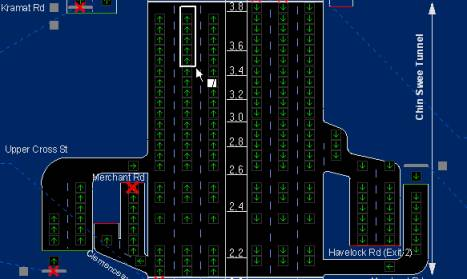 Kramat Rd
3.8
3.6
3.4
3.2
3.0
2.8
2.6
2.4
2.2
Chin Swee Tunnel
Upper Cross St
Merchant Rd
Havelock Rd (Exit 2)